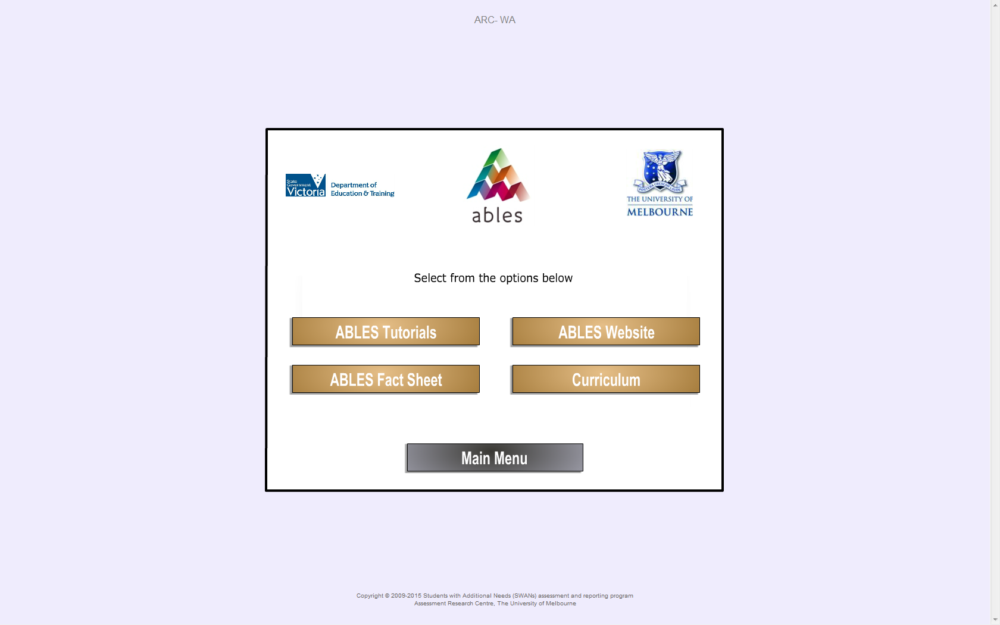 ARC- WA
State
Government
Victoria
Department of
Education & Training
ables
POSTERA CRESCAM LAUDE
THE UNIVERSITY OF
MELBOURNE
Select from the options below
ABLES Tutorials
ABLES Website
ABLES Fact Sheet
Curriculum
Main Menu
Copyright © 2009-2015 Students with Additional Needs (SWANs) assessment and reporting program
Assessment Research Centre, The University of Melbourne